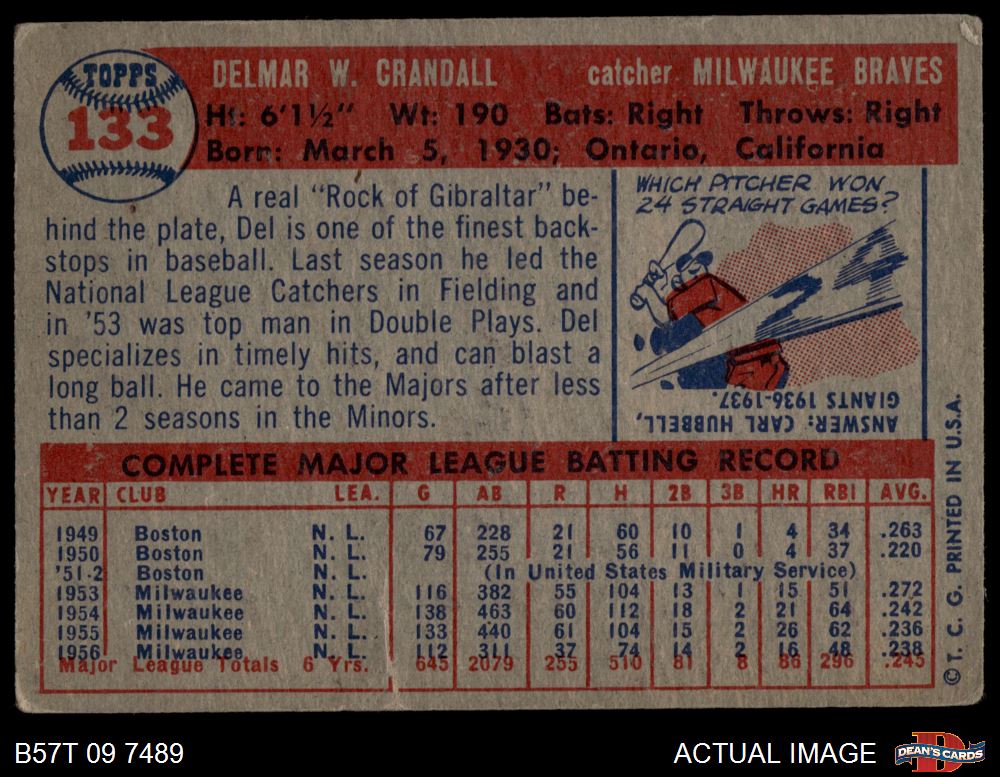 TOPPS
133
DELMAR W. CRANDALL catcher MILWAUKEE BRAVES
Ht: 6'1½" Wt: 190 Bats: Right Throws: Right
Born: March 5, 1930; Ontario, California
A real "Rock of Gibraltar" be-
hind the plate, Del is one of the finest back-
stops in baseball. Last season he led the
National League Catchers in Fielding and
in '53 was top man in Double Plays. Del
specializes in timely hits, and can blast a
long ball. He came to the Majors after less
than 2 seasons in the Minors.
WHICH PITCHER WON
24 STRAIGHT GAMES?
24
ANSWER: CARL HUBBELL,
GIANTS 1936-1937.
COMPLETE MAJOR LEAGUE BATTING RECORD
YEAR CLUB LEA. G AB R H 2B 3B HR RBI AVG.
1949 Boston N. L. 67 228 21 60 10 1 4 34 .263
1950 Boston N. L. 79 255 21 56 11 0 4 37 .220
'51-2 Boston N. L. (In United States Military Service)
1953 Milwaukee N. L. 116 382 55 104 13 1 15 51 .272
1954 Milwaukee N. L. 138 463 60 112 18 2 21 64 .242
1955 Milwaukee N. L. 133 440 61 104 15 2 26 62 .236
1956 Milwaukee N. L. 112 311 37 74 14 2 16 48 .238
Major League Totals 6 Yrs. 645 2079 255 510 81 8 86 296 .245
© T. C. G. PRINTED IN U.S.A.
B57T 09 7489 ACTUAL IMAGE DEAN'S CARDS